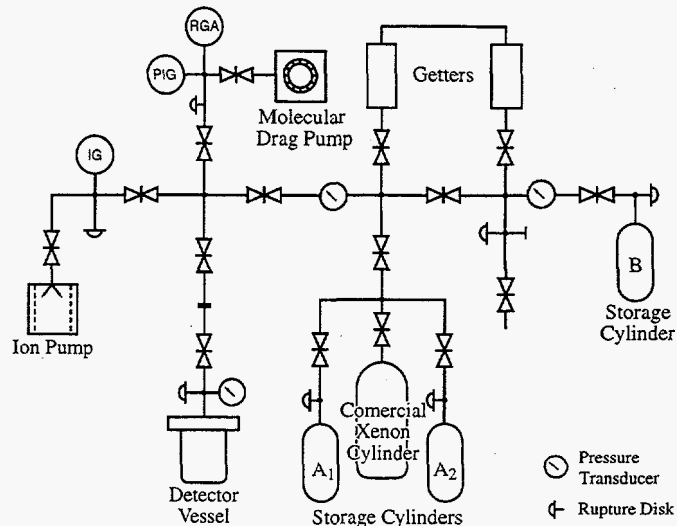 RGA
PIG
Molecular
Drag Pump
Getters
IG
Ion Pump
B
Storage
Cylinder
Comercial
Xenon
Cylinder
A1
A2
Detector
Vessel
Storage Cylinders
Pressure
Transducer
Rupture Disk